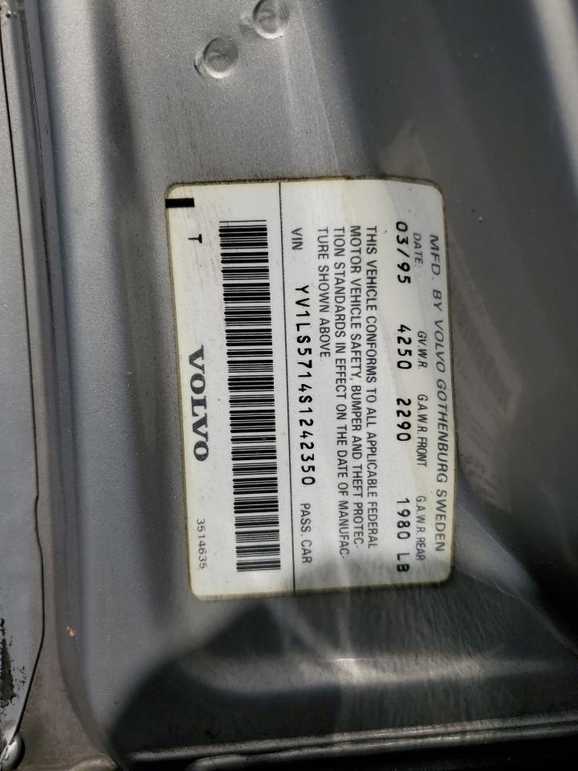 MFD. BY VOLVO GOTHENBURG SWEDEN
DATE: G.V.W.R. G.A.W.R. FRONT G.A.W.R. REAR
03/95 4250 2290 1980 LB
THIS VEHICLE CONFORMS TO ALL APPLICABLE FEDERAL
MOTOR VEHICLE SAFETY, BUMPER AND THEFT PROTEC-
TION STANDARDS IN EFFECT ON THE DATE OF MANUFAC-
TURE SHOWN ABOVE
VIN YV1LS5714S1242350 PASS. CAR
T VOLVO 3514635